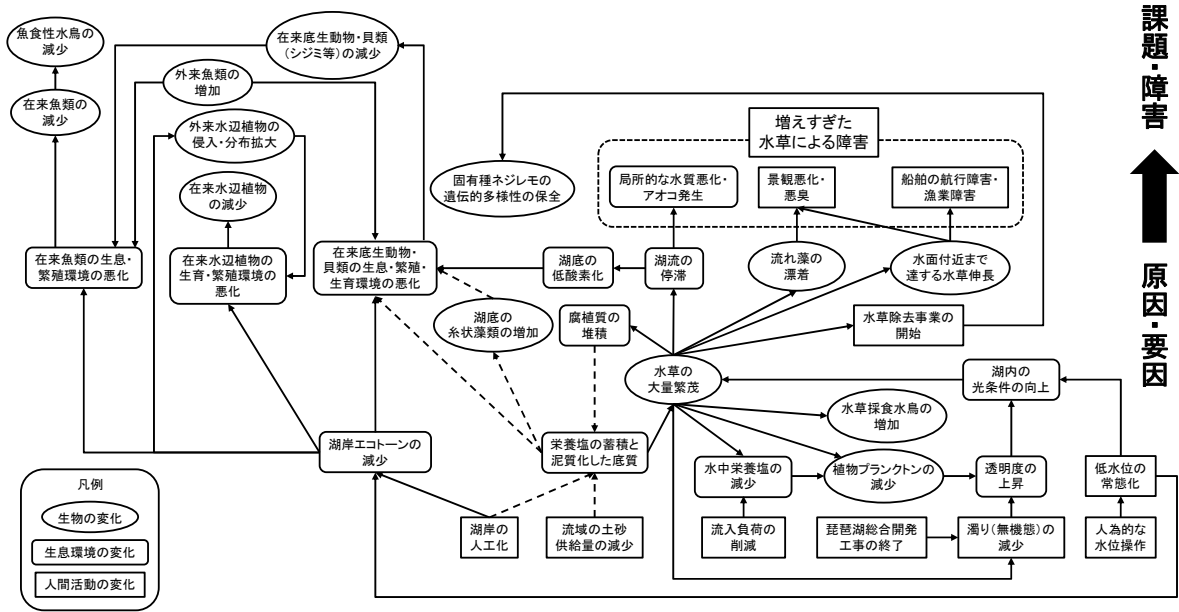 魚食性水鳥の
減少
在来魚類の
減少
在来底生動物・貝類
(シジミ等)の減少
外来魚類の
増加
外来水辺植物の
侵入・分布拡大
在来水辺植物
の減少
在来魚類の生息・
繁殖環境の悪化
在来水辺植物の
生育・繁殖環境の
悪化
在来底生動物・
貝類の生息・繁殖・
生育環境の悪化
固有種ネジレモの
遺伝的多様性の保全
増えすぎた
水草による障害
局所的な水質悪化・
アオコ発生
景観悪化・
悪臭
船舶の航行障害・
漁業障害
湖底の
低酸素化
湖流の
停滞
流れ藻の
漂着
水面付近まで
達する水草伸長
湖底の
糸状藻類の増加
腐植質の
堆積
水草除去事業の
開始
水草の
大量繁茂
湖内の
光条件の向上
水草採食水鳥の
増加
湖岸エコトーンの
減少
栄養塩の蓄積と
泥質化した底質
水中栄養塩の
減少
植物プランクトンの
減少
透明度の
上昇
低水位の
常態化
湖岸の
人工化
流域の土砂
供給量の減少
流入負荷の
削減
琵琶湖総合開発
工事の終了
濁り(無機態)の
減少
人為的な
水位操作
凡例
生物の変化
生息環境の変化
人間活動の変化
課題・障害
原因・要因